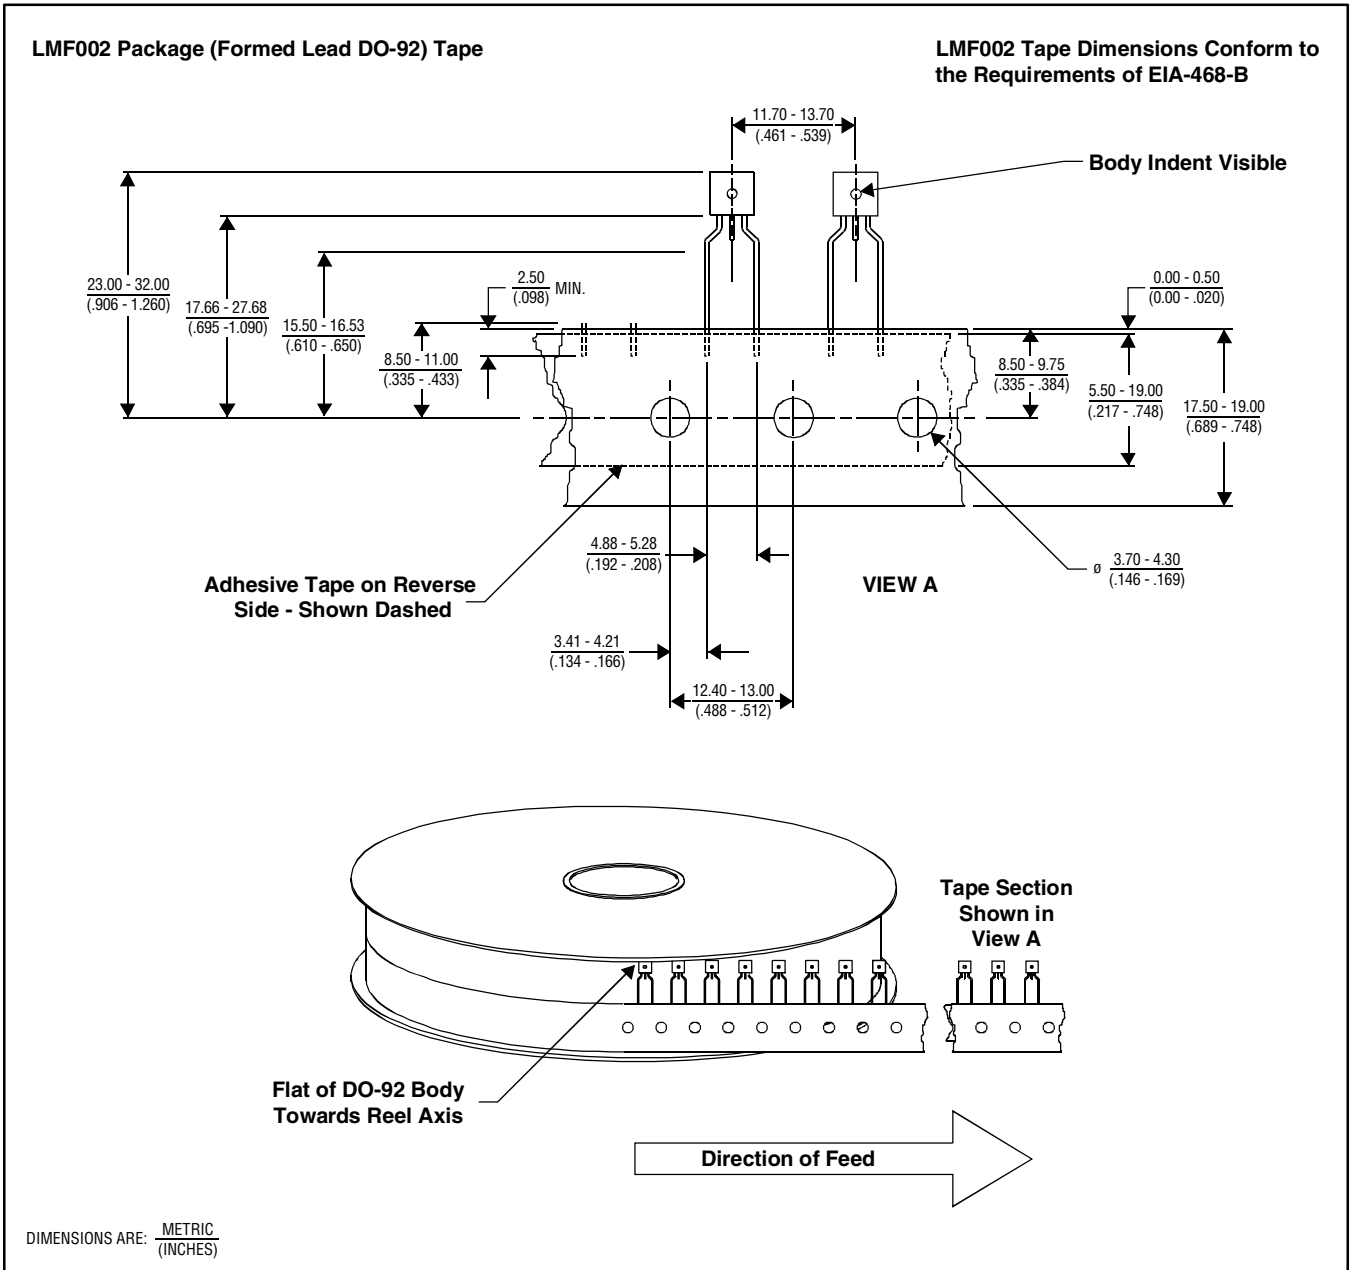 LMF002 Package (Formed Lead DO-92) Tape
LMF002 Tape Dimensions Conform to
the Requirements of EIA-468-B
11.70 - 13.70
(.461 - .539)
Body Indent Visible
23.00 - 32.00
(.906 - 1.260)
17.66 - 27.68
(.695 -1.090)
15.50 - 16.53
(.610 - .650)
8.50 - 11.00
(.335 - .433)
2.50
(.098)
MIN.
0.00 - 0.50
(0.00 - .020)
8.50 - 9.75
(.335 - .384)
5.50 - 19.00
(.217 - .748)
17.50 - 19.00
(.689 - .748)
4.88 - 5.28
(.192 - .208)
VIEW A
ø 3.70 - 4.30
(.146 - .169)
Adhesive Tape on Reverse
Side - Shown Dashed
3.41 - 4.21
(.134 - .166)
12.40 - 13.00
(.488 - .512)
Tape Section
Shown in
View A
Flat of DO-92 Body
Towards Reel Axis
Direction of Feed
DIMENSIONS ARE: METRIC
(INCHES)